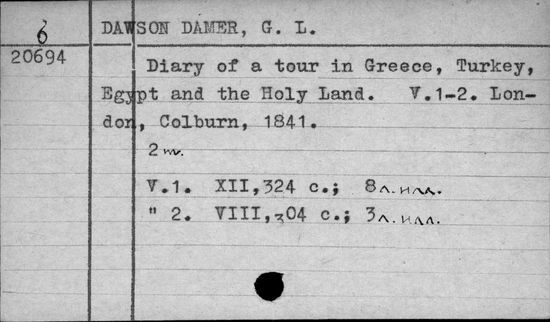 6 DAWSON DAMER, G. L.
20694
Diary of a tour in Greece, Turkey,
Egypt and the Holy Land. V.1-2. Lon-
don, Colburn, 1841.
2 т.
V.1. XII,324 c.; 8 л. илл.
" 2. VIII,304 c.; 3 л. илл.